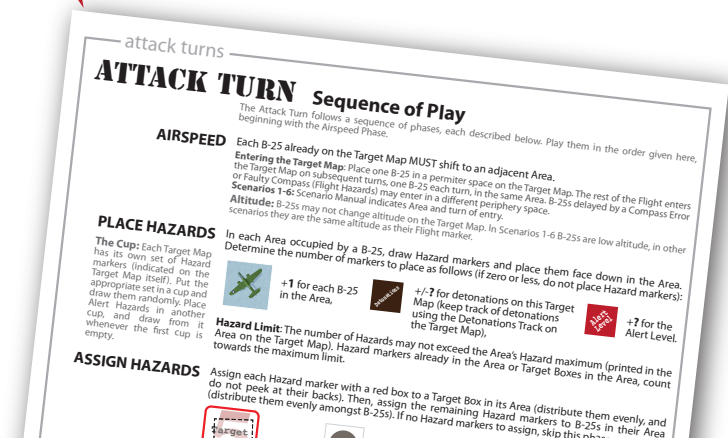 attack turns
ATTACK TURN Sequence of Play
The Attack Turn follows a sequence of phases, each described below. Play them in the order given here,
beginning with the Airspeed Phase.
AIRSPEED
Each B-25 already on the Target Map MUST shift to an adjacent Area.
Entering the Target Map: Place one B-25 in a permiter space on the Target Map. The rest of the Flight enters
the Target Map on subsequent turns, one B-25 each turn, in the same Area. B-25s delayed by a Compass Error
or Faulty Compass (Flight Hazards) may enter in a different periphery space.
Scenarios 1-6: Scenario Manual indicates Area and turn of entry.
Altitude: B-25s may not change altitude on the Target Map. In Scenarios 1-6 B-25s are low altitude, in other
scenarios they are the same altitude as their Flight marker.
PLACE HAZARDS
The Cup: Each Target Map
has its own set of Hazard
markers (indicated on the
Target Map itself). Put the
appropriate set in a cup and
draw them randomly. Place
Alert Hazards in another
cup, and draw from it
whenever the first cup is
empty.
In each Area occupied by a B-25, draw Hazard markers and place them face down in the Area.
Determine the number of markers to place as follows (if zero or less, do not place Hazard markers):
+1 for each B-25
in the Area,
+/-? for detonations on this Target
Map (keep track of detonations
using the Detonations Track on
the Target Map),
Alert
Level
+? for the
Alert Level.
Hazard Limit: The number of Hazards may not exceed the Area's Hazard maximum (printed in the
Area on the Target Map). Hazard markers already in the Area or Target Boxes in the Area, count
towards the maximum limit.
ASSIGN HAZARDS
Assign each Hazard marker with a red box to a Target Box in its Area (distribute them evenly, and
do not peek at their backs). Then, assign the remaining Hazard markers to B-25s in their Area
(distribute them evenly amongst B-25s). If no Hazard markers to assign, skip this
Target